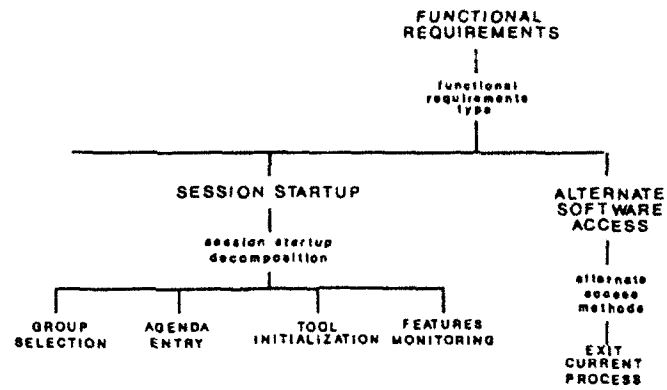 FUNCTIONAL
REQUIREMENTS
functional
requirements
type
SESSION STARTUP
ALTERNATE
SOFTWARE
ACCESS
session startup
decomposition
alternate
access
methods
GROUP
SELECTION
AGENDA
ENTRY
TOOL
INITIALIZATION
FEATURES
MONITORING
EXIT
CURRENT
PROCESS